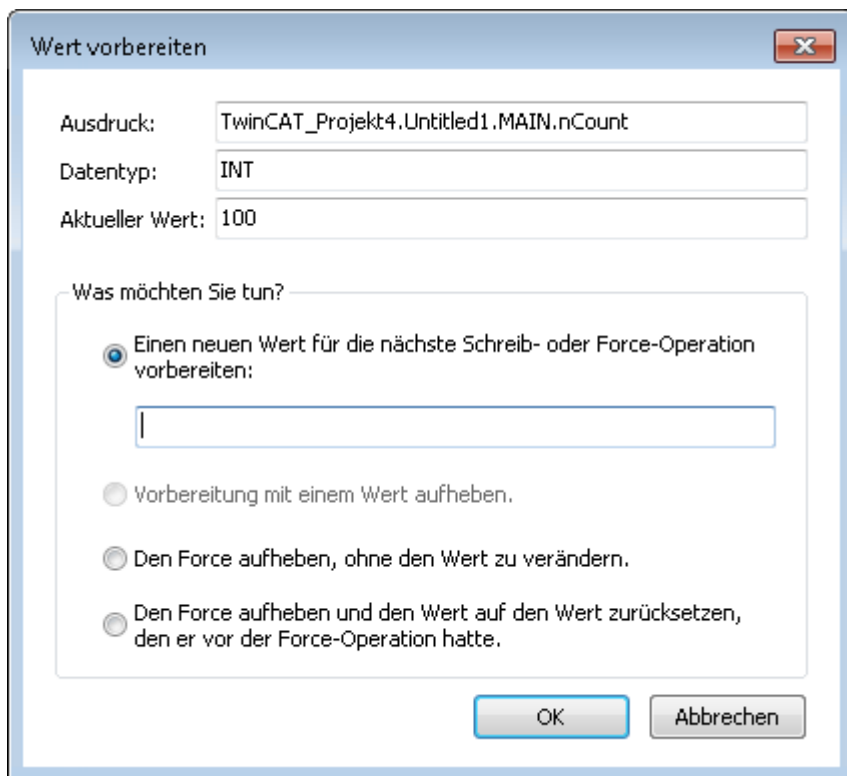 Wert vorbereiten
Ausdruck: TwinCAT_Projekt4.Untitled1.MAIN.nCount
Datentyp: INT
Aktueller Wert: 100
Was möchten Sie tun?
Einen neuen Wert für die nächste Schreib- oder Force-Operation
vorbereiten:
Vorbereitung mit einem Wert aufheben.
Den Force aufheben, ohne den Wert zu verändern.
Den Force aufheben und den Wert auf den Wert zurücksetzen,
den er vor der Force-Operation hatte.
OK Abbrechen